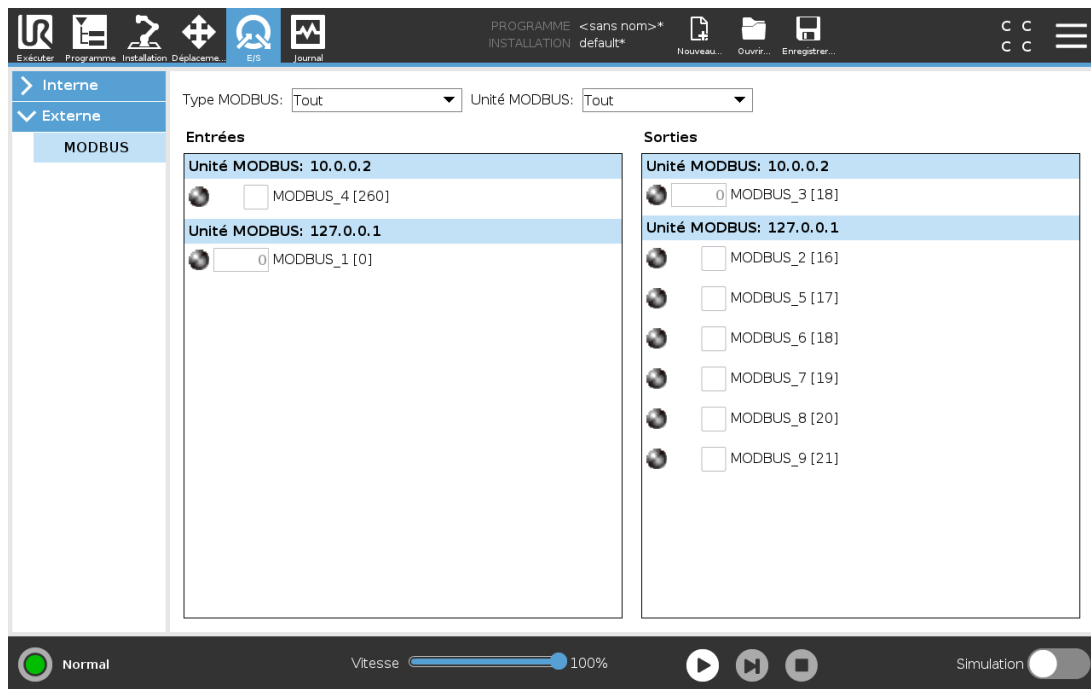 PROGRAMME <sans nom>*
INSTALLATION default*
C C
C C
Exécuter Programme Installation Déplaceme... E/S Journal Nouveau... Ouvrir... Enregistrer...
Interne
Externe
MODBUS
Type MODBUS: Tout Unité MODBUS: Tout
Entrées
Unité MODBUS: 10.0.0.2
MODBUS_4 [260]
Unité MODBUS: 127.0.0.1
0 MODBUS_1 [0]
Sorties
Unité MODBUS: 10.0.0.2
0 MODBUS_3 [18]
Unité MODBUS: 127.0.0.1
MODBUS_2 [16]
MODBUS_5 [17]
MODBUS_6 [18]
MODBUS_7 [19]
MODBUS_8 [20]
MODBUS_9 [21]
Normal Vitesse 100% Simulation